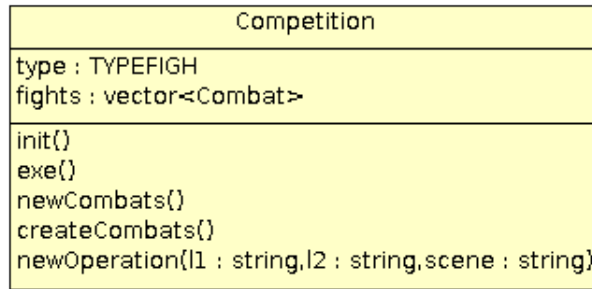 Competition
type : TYPEFIGH
fights : vector<Combat>
init()
exe()
newCombats()
createCombats()
newOperation(l1 : string,l2 : string,scene : string)